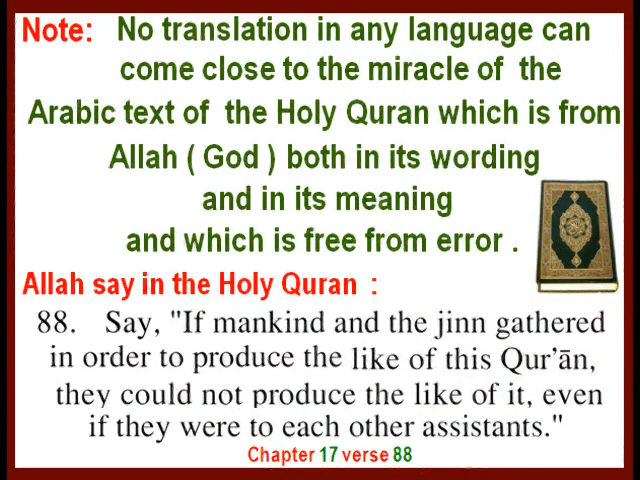 Note: No translation in any language can
come close to the miracle of the
Arabic text of the Holy Quran which is from
Allah ( God ) both in its wording
and in its meaning
and which is free from error .
Allah say in the Holy Quran :
88. Say, "If mankind and the jinn gathered
in order to produce the like of this Qur'ān,
they could not produce the like of it, even
if they were to each other assistants."
Chapter 17 verse 88